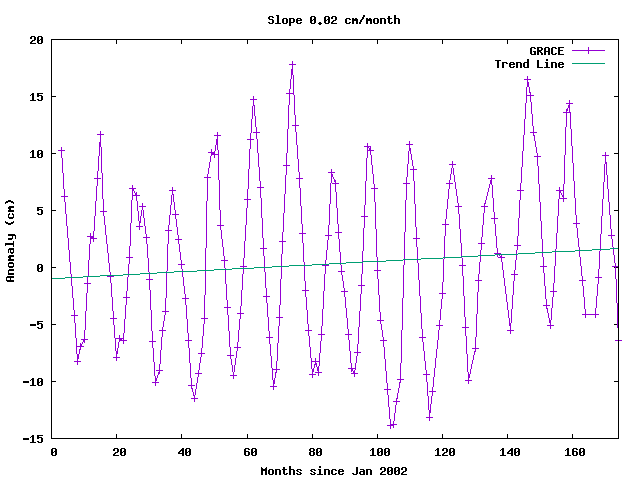 Slope 0.02 cm/month
GRACE
Trend Line
20
15
10
5
0
-5
-10
-15
Anomaly (cm)
0 20 40 60 80 100 120 140 160
Months since Jan 2002